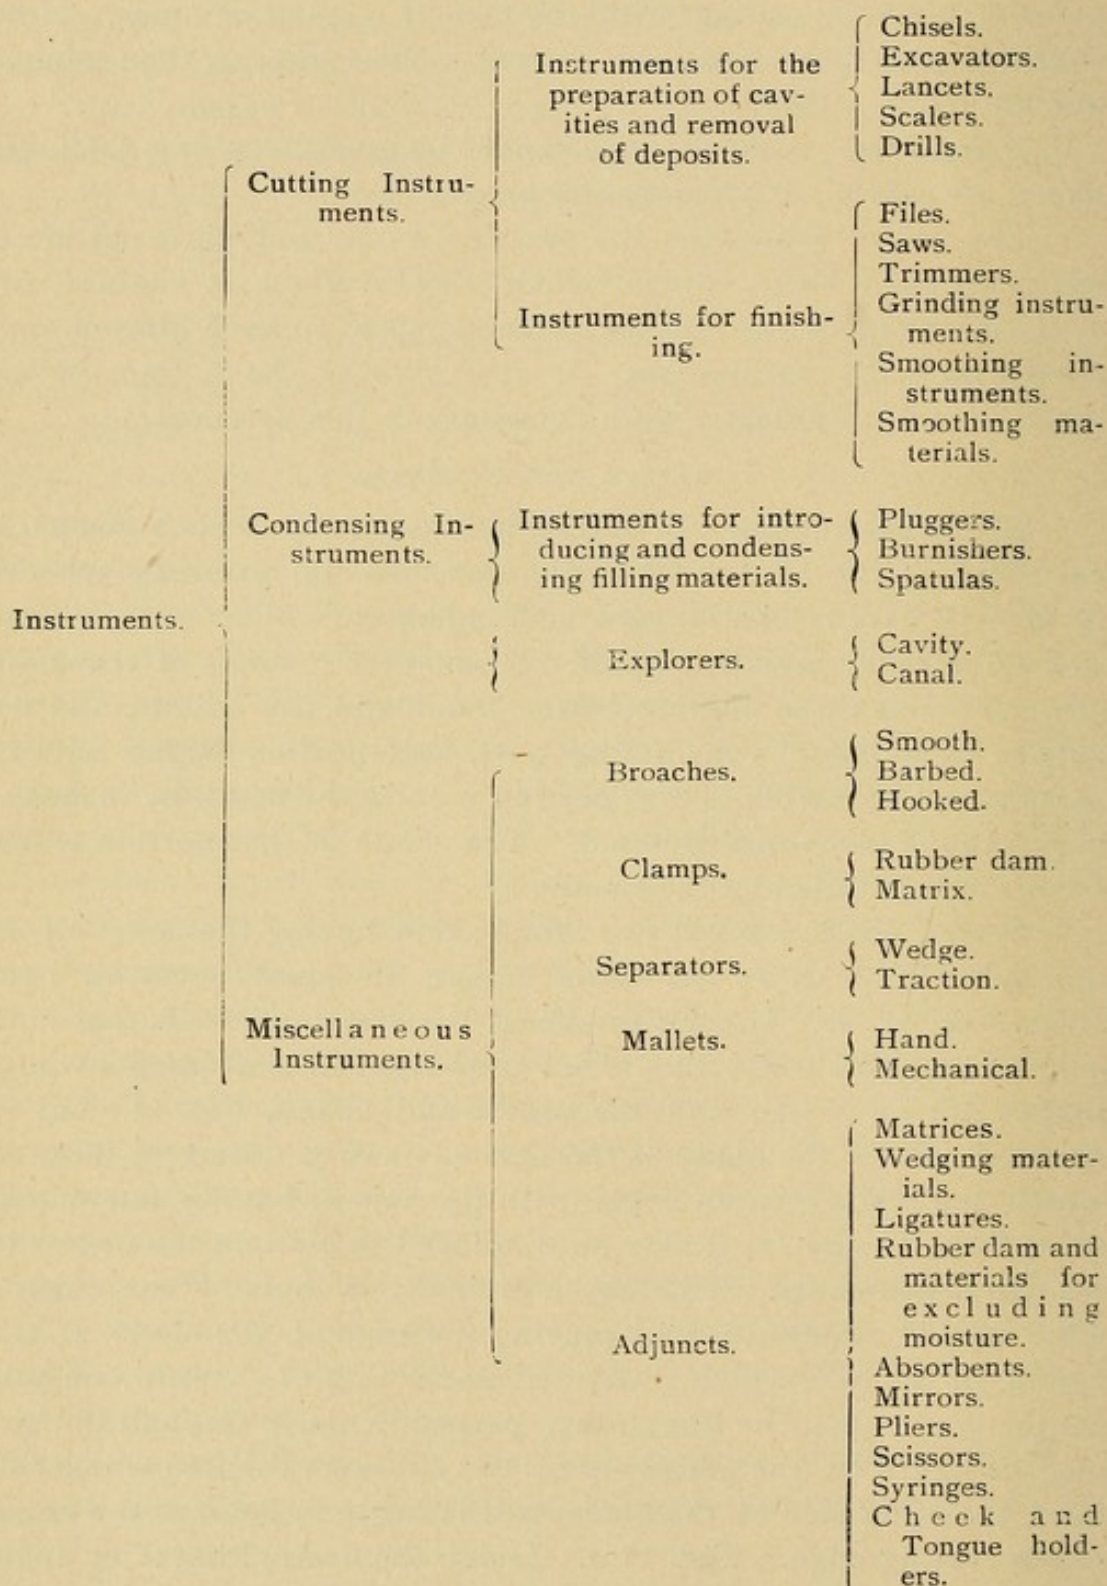 Instruments.
Cutting Instru-
ments.
Instruments for the
preparation of cav-
ities and removal
of deposits.
Chisels.
Excavators.
Lancets.
Scalers.
Drills.
Instruments for finish-
ing.
Files.
Saws.
Trimmers.
Grinding instru-
ments.
Smoothing in-
struments.
Smoothing ma-
terials.
Condensing In-
struments.
Instruments for intro-
ducing and condens-
ing filling materials.
Pluggers.
Burnishers.
Spatulas.
Explorers.
Cavity.
Canal.
Miscellaneous
Instruments.
Broaches.
Smooth.
Barbed.
Hooked.
Clamps.
Rubber dam.
Matrix.
Separators.
Wedge.
Traction.
Mallets.
Hand.
Mechanical.
Adjuncts.
Matrices.
Wedging mater-
ials.
Ligatures.
Rubber dam and
materials for
excluding
moisture.
Absorbents.
Mirrors.
Pliers.
Scissors.
Syringes.
Cheek and
Tongue hold-
ers.